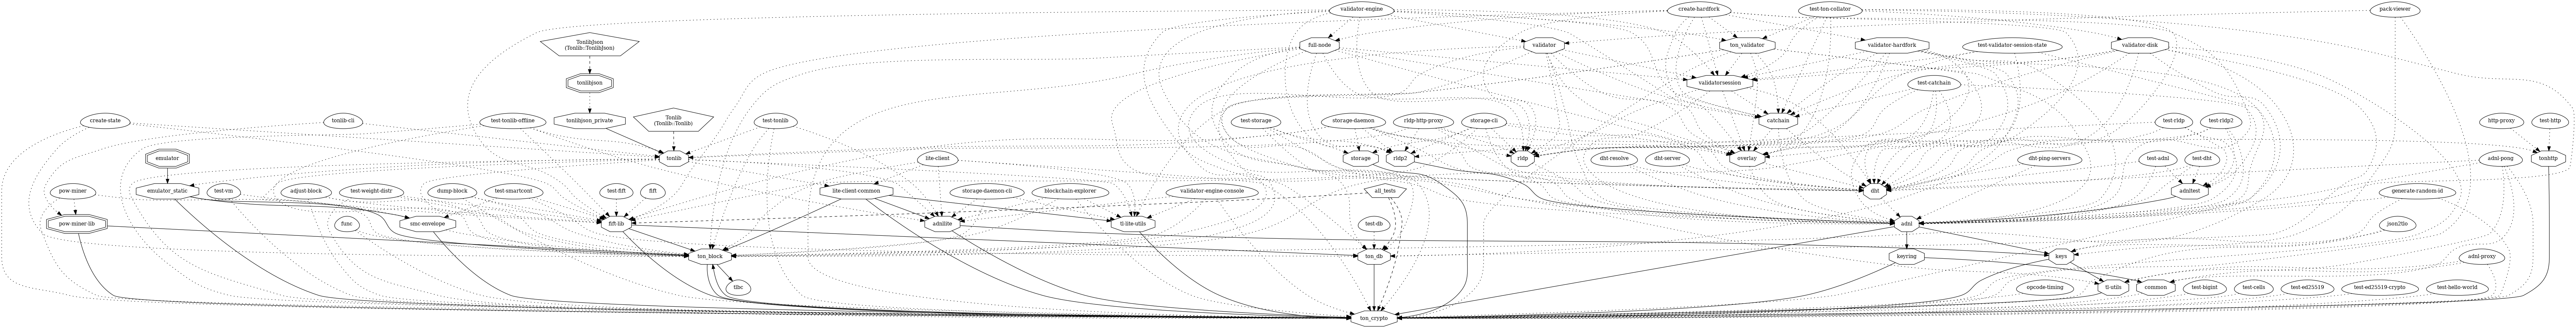 validator-engine
create-hardfork
test-ton-collator
pack-viewer
TonlibJson
(Tonlib::TonlibJson)
full-node
validator
ton_validator
validator-hardfork
test-validator-session-state
validator-disk
tonlibjson
validatorsession
test-catchain
create-state
tonlib-cli
test-tonlib-offline
tonlibjson_private
Tonlib
(Tonlib::Tonlib)
test-tonlib
test-storage
storage-daemon
rldp-http-proxy
storage-cli
catchain
test-rldp
test-rldp2
http-proxy
test-http
emulator
tonlib
lite-client
storage
rldp2
rldp
dht-resolve
dht-server
overlay
dht-ping-servers
test-adnl
test-dht
adnl-pong
tonhttp
pow-miner
emulator_static
test-vm
adjust-block
test-weight-distr
dump-block
test-smartcont
test-fift
fift
lite-client-common
storage-daemon-cli
blockchain-explorer
validator-engine-console
all_tests
dht
adnltest
generate-random-id
pow-miner-lib
func
smc-envelope
fift-lib
adnllite
tl-lite-utils
test-db
adnl
json2tlo
ton_block
ton_db
keyring
keys
adnl-proxy
tlbc
opcode-timing
tl-utils
common
test-bigint
test-cells
test-ed25519
test-ed25519-crypto
test-hello-world
ton_crypto